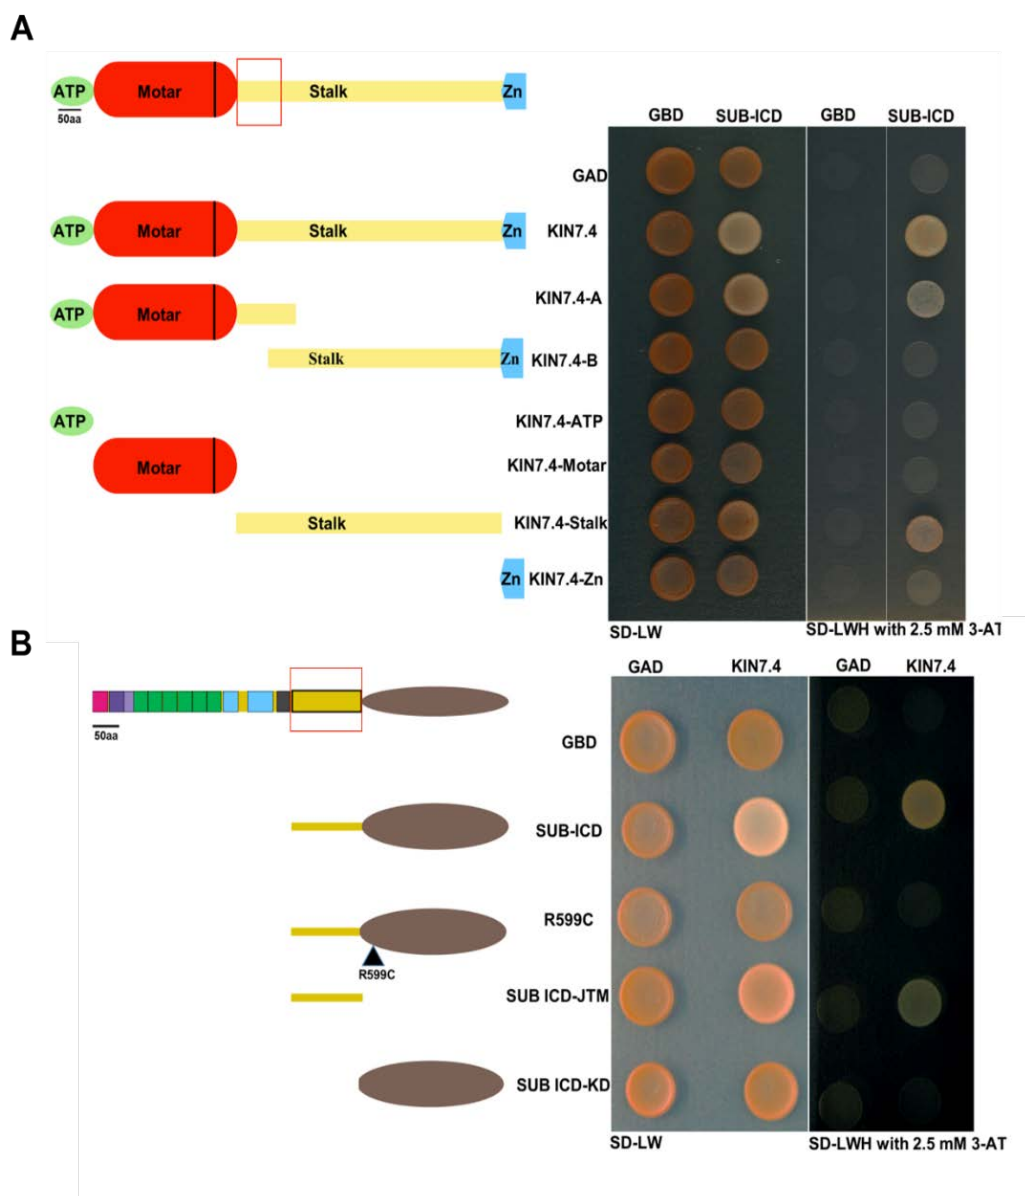 A
ATP
Motar
Stalk
Zn
50aa
GBD SUB-ICD GBD SUB-ICD
GAD
ATP Motar Stalk Zn KIN7.4
ATP Motar KIN7.4-A
Stalk Zn KIN7.4-B
ATP KIN7.4-ATP
Motar KIN7.4-Motar
Stalk KIN7.4-Stalk
Zn KIN7.4-Zn
SD-LW SD-LWH with 2.5 mM 3-AT
B
GAD KIN7.4 GAD KIN7.4
50aa
GBD
SUB-ICD
R599C
R599C
SUB ICD-JTM
SUB ICD-KD
SD-LW SD-LWH with 2.5 mM 3-AT